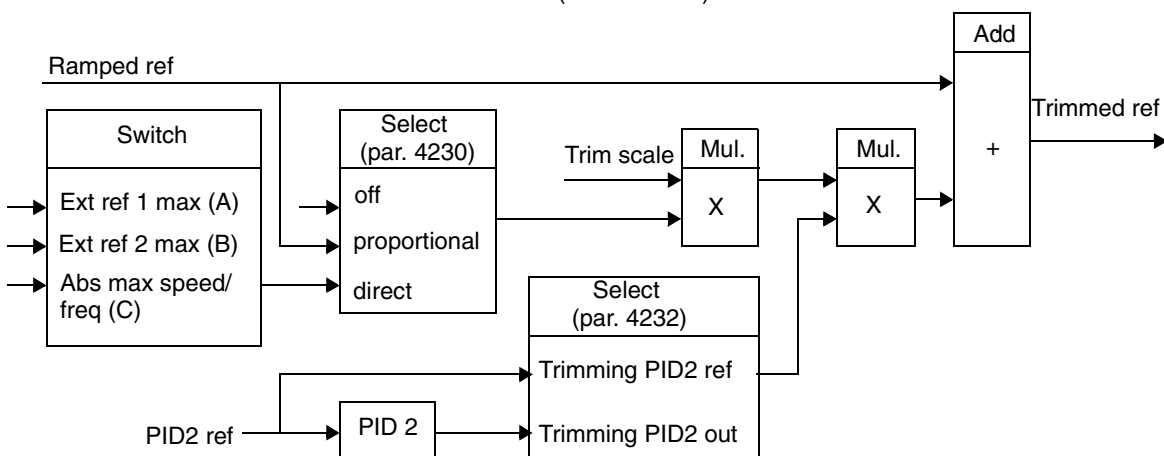 Add
Ramped ref
Trimmed ref
+
Switch
Ext ref 1 max (A)
Ext ref 2 max (B)
Abs max speed/
freq (C)
Select
(par. 4230)
off
proportional
direct
Trim scale
Mul.
X
Mul.
X
Select
(par. 4232)
Trimming PID2 ref
Trimming PID2 out
PID2 ref
PID 2